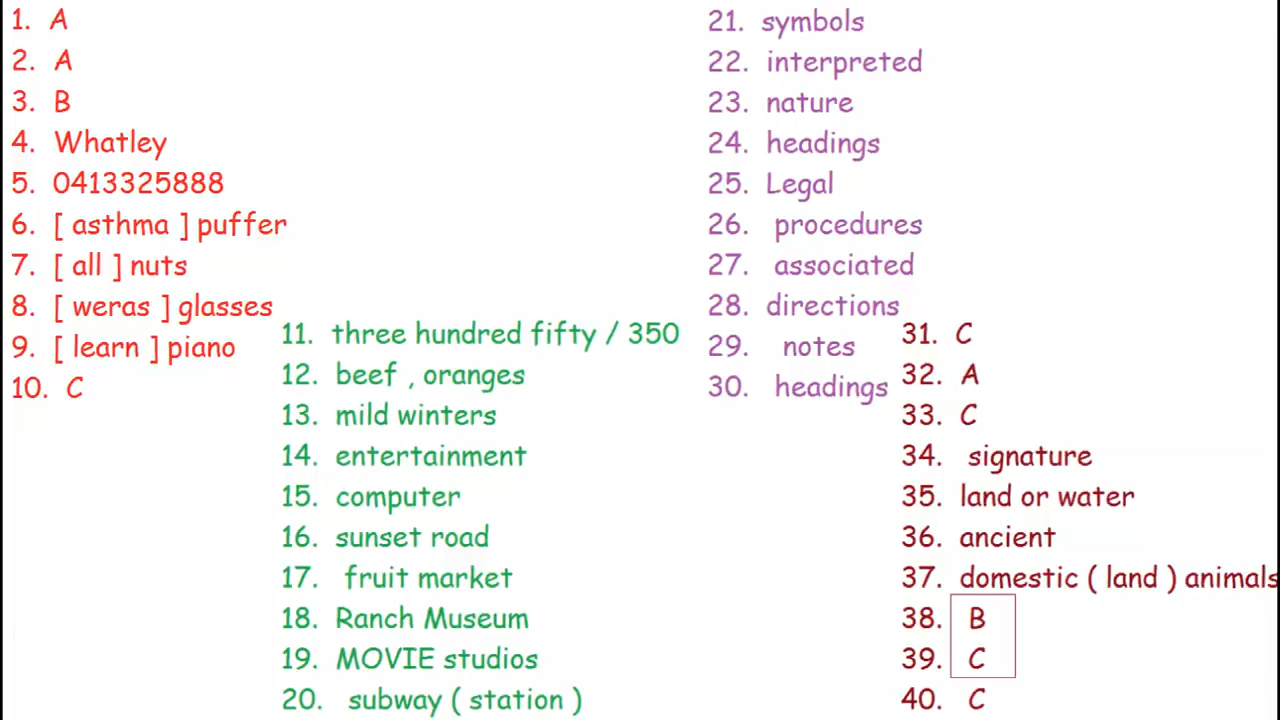 1. A
2. A
3. B
4. Whatley
5. 0413325888
6. [ asthma ] puffer
7. [ all ] nuts
8. [ weras ] glasses
9. [ learn ] piano
10. C
11. three hundred fifty / 350
12. beef , oranges
13. mild winters
14. entertainment
15. computer
16. sunset road
17. fruit market
18. Ranch Museum
19. MOVIE studios
20. subway ( station )
21. symbols
22. interpreted
23. nature
24. headings
25. Legal
26. procedures
27. associated
28. directions
29. notes
30. headings
31. C
32. A
33. C
34. signature
35. land or water
36. ancient
37. domestic ( land ) animals
38. B
39. C
40. C